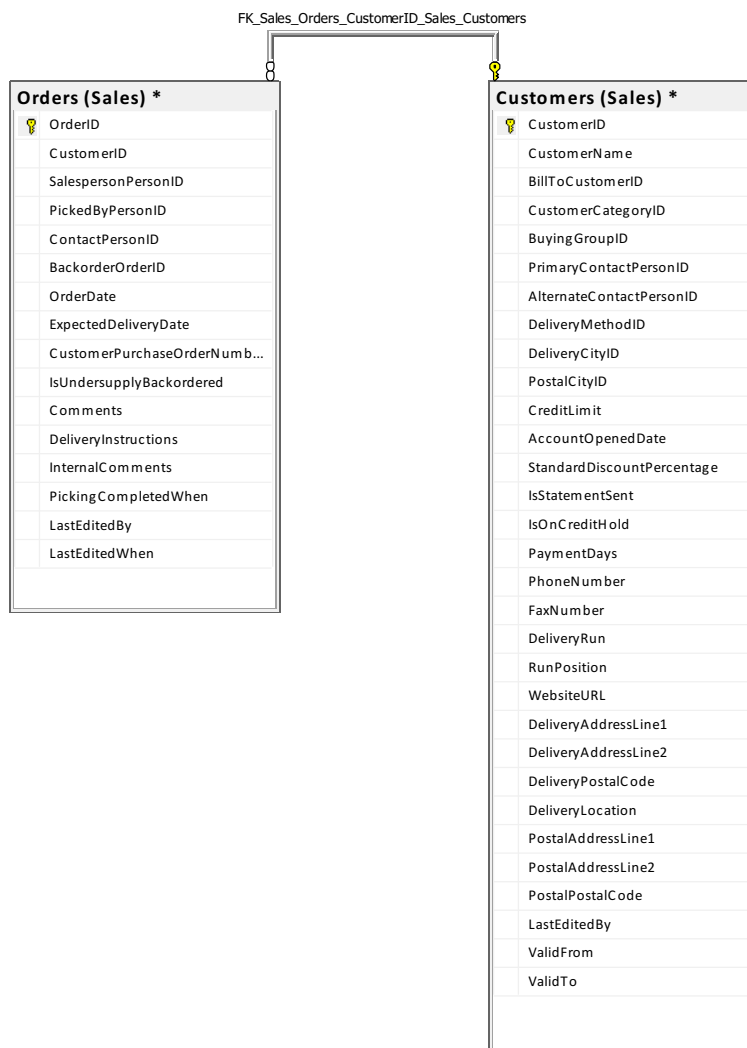 FK_Sales_Orders_CustomerID_Sales_Customers
Orders (Sales) *
OrderID
CustomerID
SalespersonPersonID
PickedByPersonID
ContactPersonID
BackorderOrderID
OrderDate
ExpectedDeliveryDate
CustomerPurchaseOrderNumb...
IsUndersupplyBackordered
Comments
DeliveryInstructions
InternalComments
PickingCompletedWhen
LastEditedBy
LastEditedWhen
Customers (Sales) *
CustomerID
CustomerName
BillToCustomerID
CustomerCategoryID
BuyingGroupID
PrimaryContactPersonID
AlternateContactPersonID
DeliveryMethodID
DeliveryCityID
PostalCityID
CreditLimit
AccountOpenedDate
StandardDiscountPercentage
IsStatementSent
IsOnCreditHold
PaymentDays
PhoneNumber
FaxNumber
DeliveryRun
RunPosition
WebsiteURL
DeliveryAddressLine1
DeliveryAddressLine2
DeliveryPostalCode
DeliveryLocation
PostalAddressLine1
PostalAddressLine2
PostalPostalCode
LastEditedBy
ValidFrom
ValidTo